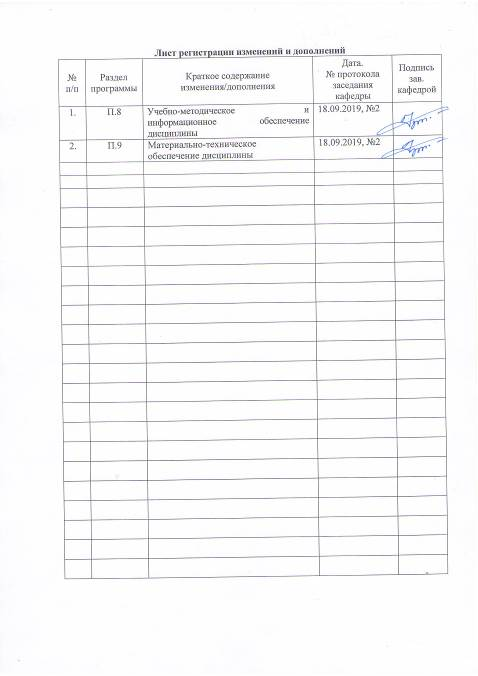 Лист регистрации изменений и дополнений
№
п/п
Раздел
программы
Краткое содержание
изменения/дополнения
Дата.
№ протокола
заседания
кафедры
Подпись
зав.
кафедрой
1.
П.8
Учебно-методическое и
информационное обеспечение
дисциплины
18.09.2019, №2
2.
П.9
Материально-техническое
обеспечение дисциплины
18.09.2019, №2